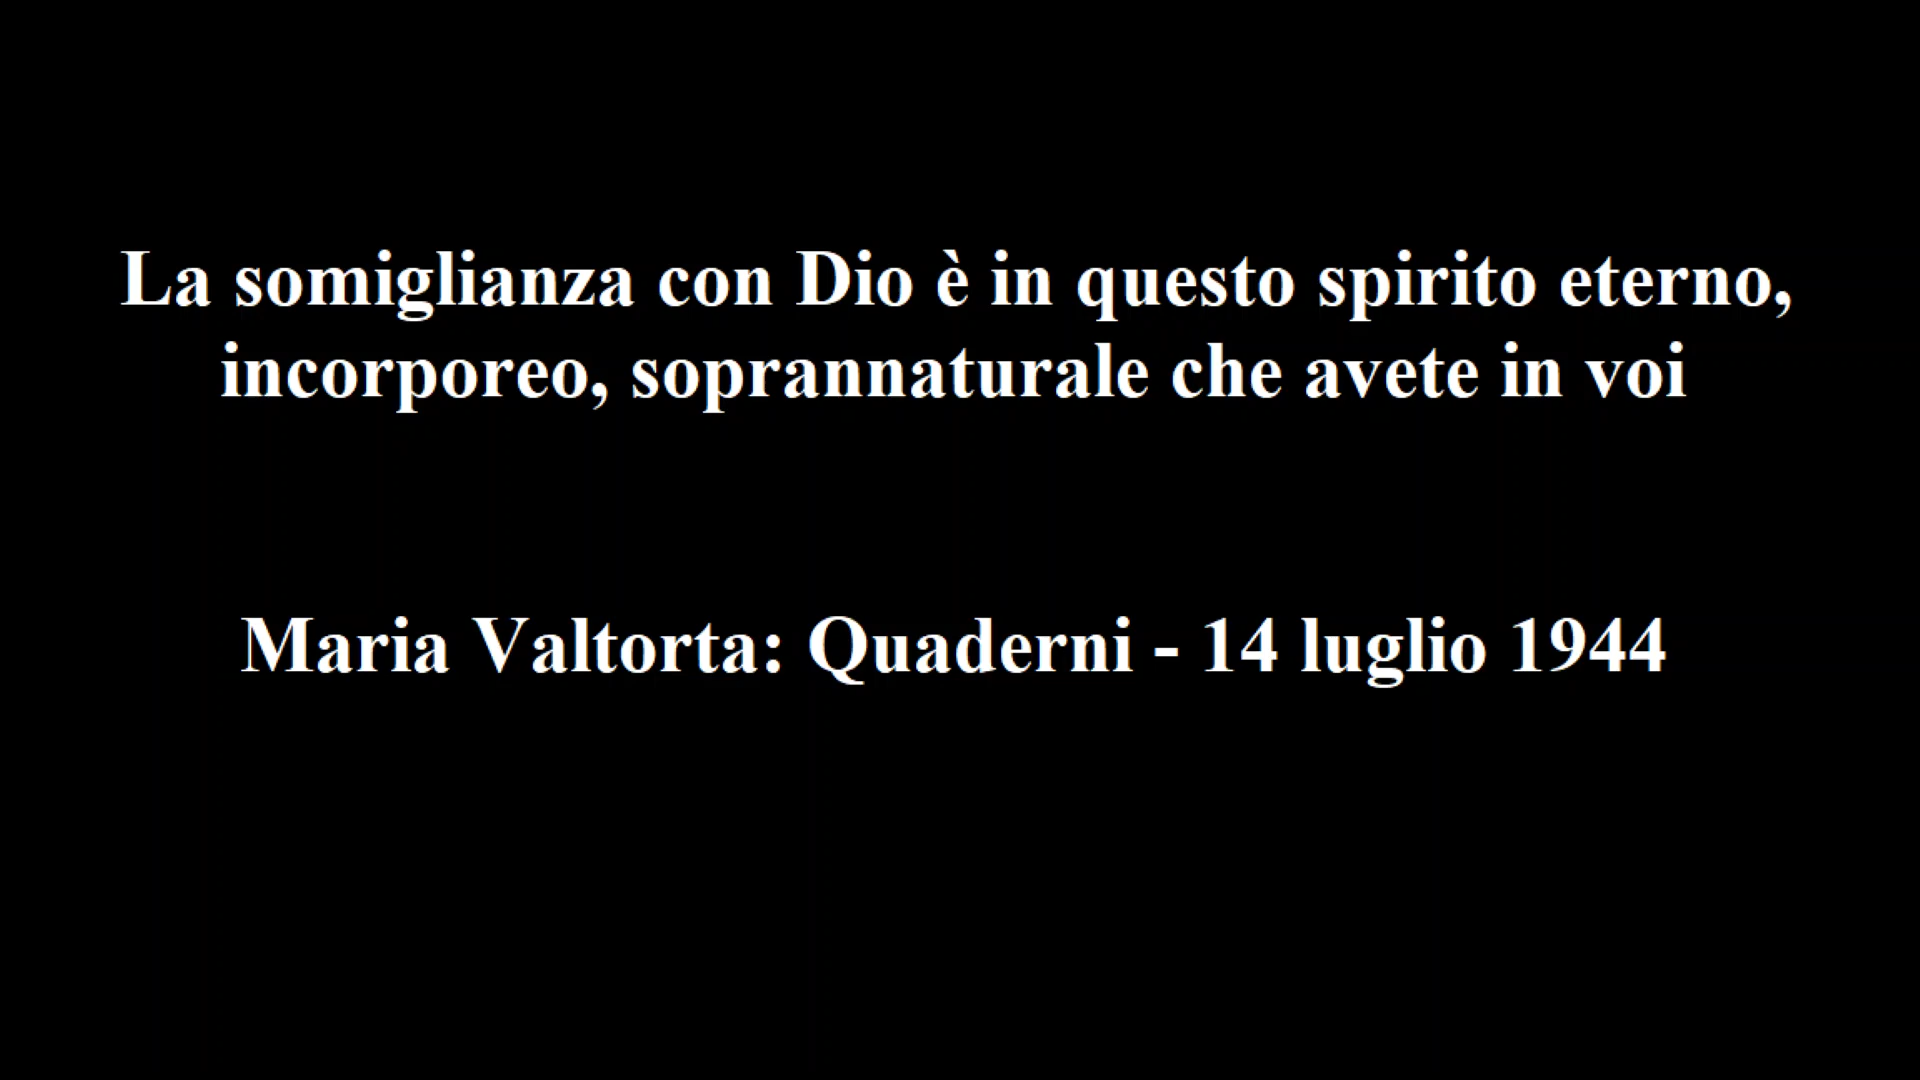 La somiglianza con Dio è in questo spirito eterno,
incorporeo, soprannaturale che avete in voi
Maria Valtorta: Quaderni - 14 luglio 1944